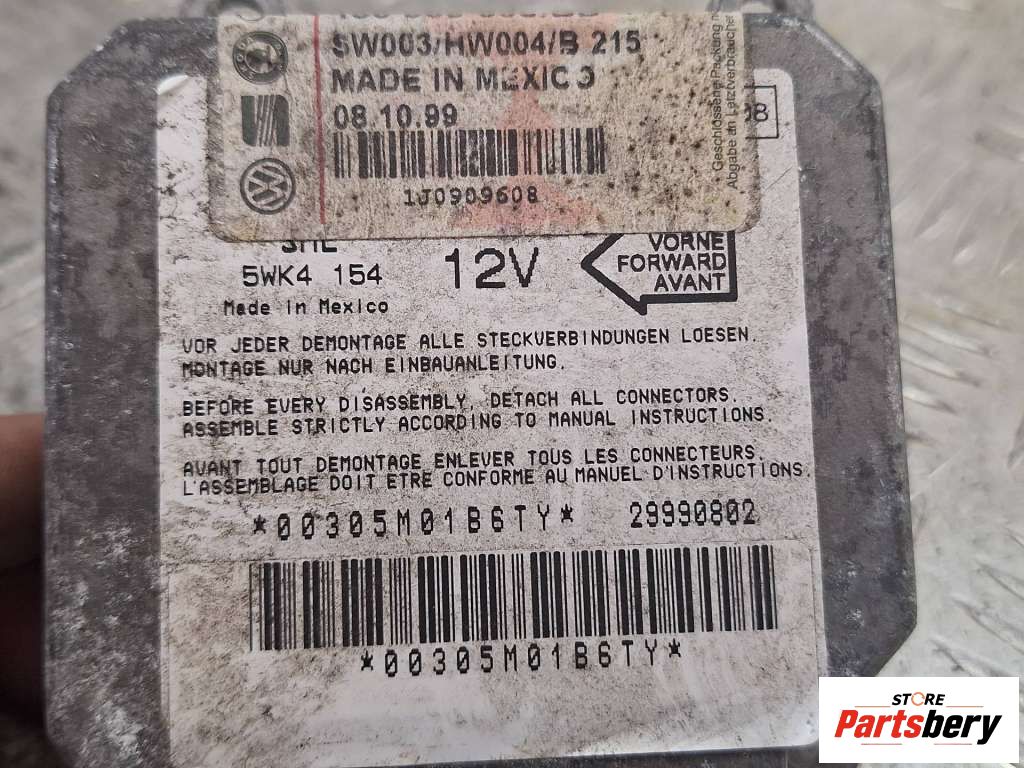 SW003/HW004/B 215
MADE IN MEXICO
08.10.99
1J0909608
Geschlossener Packung
Abgabe an Letztverbraucher
5WK4 154
Made in Mexico
12V
VORNE
FORWARD
AVANT
VOR JEDER DEMONTAGE ALLE STECKVERBINDUNGEN LOESEN.
MONTAGE NUR NACH EINBAUANLEITUNG.
BEFORE EVERY DISASSEMBLY, DETACH ALL CONNECTORS.
ASSEMBLE STRICTLY ACCORDING TO MANUAL INSTRUCTIONS.
AVANT TOUT DEMONTAGE ENLEVER TOUS LES CONNECTEURS.
L'ASSEMBLAGE DOIT ETRE CONFORME AU MANUEL D'INSTRUCTIONS.
*00305M01B6TY* 29990802
*00305M01B6TY*
STORE
Partsbery